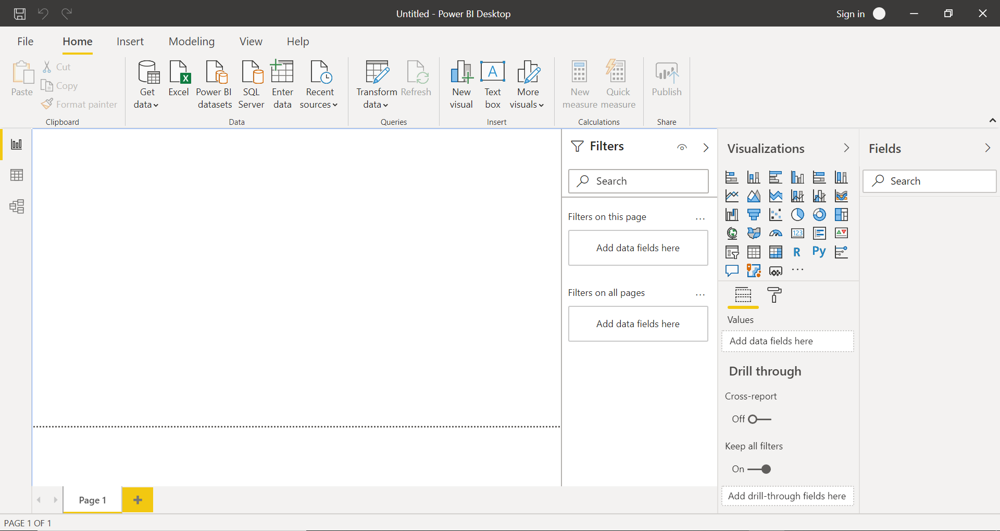 Untitled - Power BI Desktop
Sign in
File Home Insert Modeling View Help
Paste
Cut
Copy
Format painter
Clipboard
Get data
Excel
Power BI datasets
SQL Server
Enter data
Recent sources
Data
Transform data
Refresh
Queries
New visual
A
Text box
More visuals
Insert
New measure
Quick measure
Calculations
Publish
Share
Filters
Search
Filters on this page ...
Add data fields here
Filters on all pages ...
Add data fields here
Visualizations
123
R
Py
...
Values
Add data fields here
Drill through
Cross-report
Off
Keep all filters
On
Add drill-through fields here
Fields
Search
Page 1
PAGE 1 OF 1